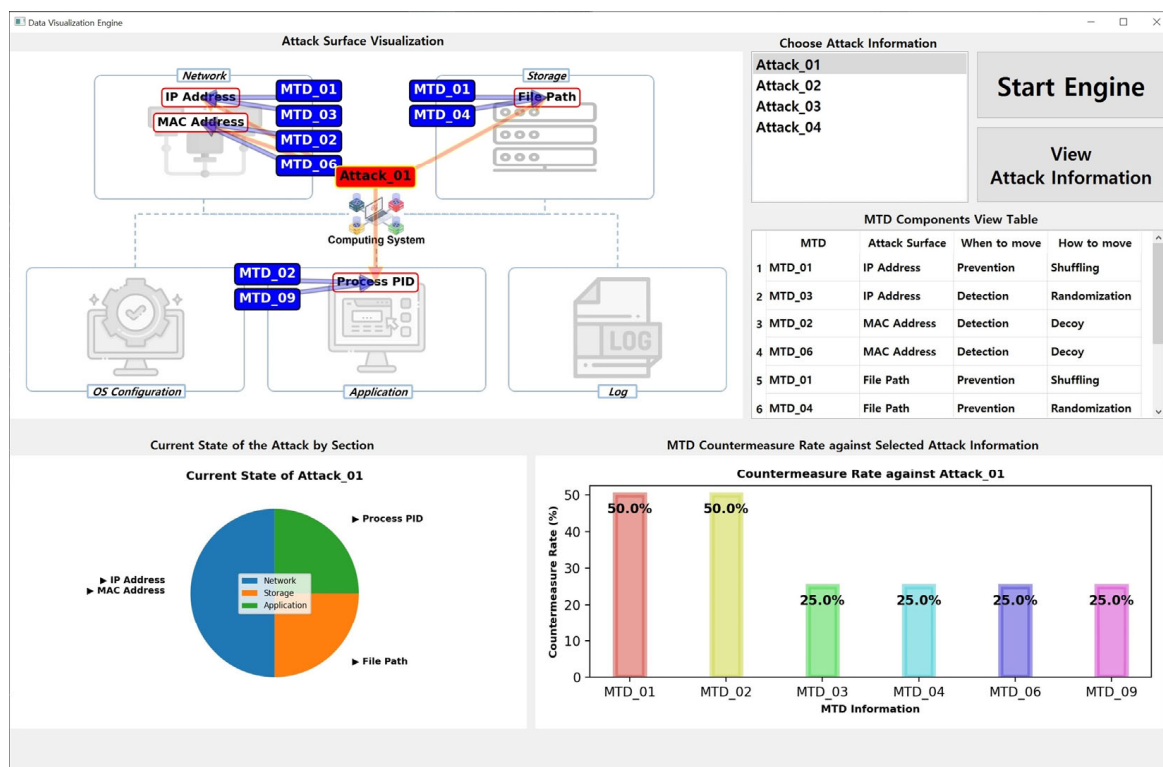 Data Visualization Engine
Attack Surface Visualization
Network
IP Address
MAC Address
MTD_01
MTD_03
MTD_02
MTD_06
Storage
MTD_01
MTD_04
File Path
Attack_01
Computing System
MTD_02
MTD_09
Process PID
LOG
OS Configuration
Application
Log
Choose Attack Information
Attack_01
Attack_02
Attack_03
Attack_04
Start Engine
View
Attack Information
MTD Components View Table
MTD Attack Surface When to move How to move
1 MTD_01 IP Address Prevention Shuffling
2 MTD_03 IP Address Detection Randomization
3 MTD_02 MAC Address Detection Decoy
4 MTD_06 MAC Address Detection Decoy
5 MTD_01 File Path Prevention Shuffling
6 MTD_04 File Path Prevention Randomization
Current State of the Attack by Section
Current State of Attack_01
▶ Process PID
▶ IP Address
▶ MAC Address
Network
Storage
Application
▶ File Path
MTD Countermeasure Rate against Selected Attack Information
Countermeasure Rate against Attack_01
Countermeasure Rate (%)
50
40
30
20
10
0
50.0% 50.0% 25.0% 25.0% 25.0% 25.0%
MTD_01 MTD_02 MTD_03 MTD_04 MTD_06 MTD_09
MTD Information